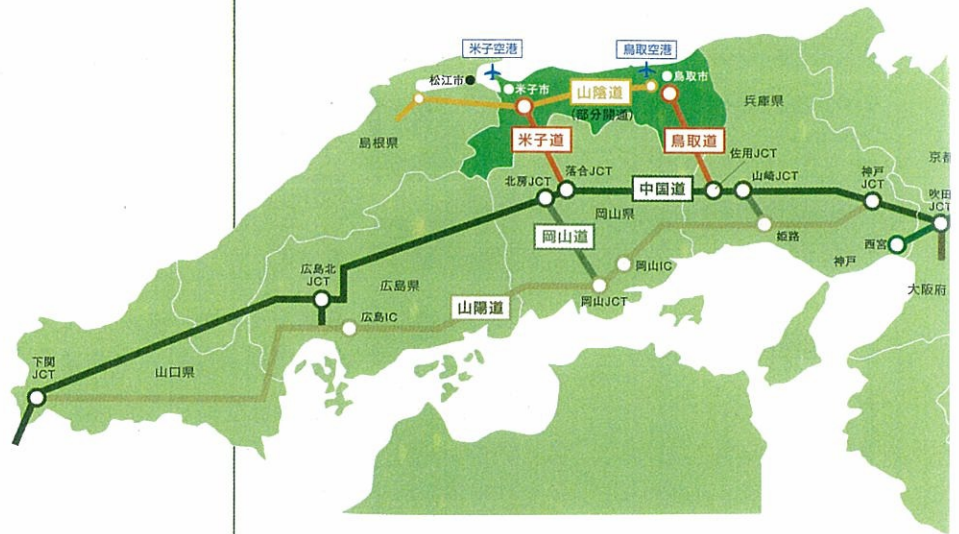 米子空港
鳥取空港
松江市
米子市
鳥取市
山陰道
(部分開通)
兵庫県
島根県
米子道
鳥取道
佐用JCT
京都
北房JCT
落合JCT
中国道
山崎JCT
神戸
JCT
吹田
JCT
岡山県
岡山道
姫路
西宮
神戸
広島北
JCT
岡山IC
広島県
大阪府
山陽道
岡山JCT
広島IC
下関
JCT
山口県